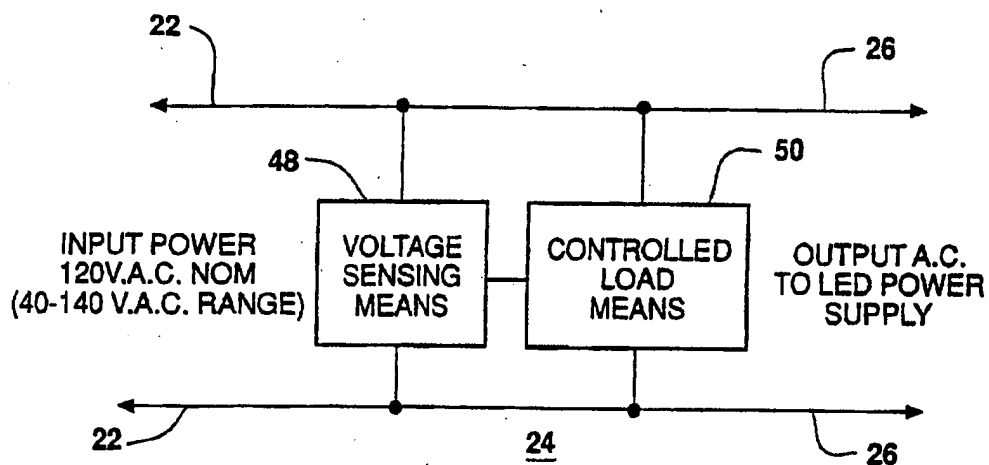 22
26
48
50
INPUT POWER
120V.A.C. NOM
(40-140 V.A.C. RANGE)
VOLTAGE
SENSING
MEANS
CONTROLLED
LOAD
MEANS
OUTPUT A.C.
TO LED POWER
SUPPLY
22
24
26